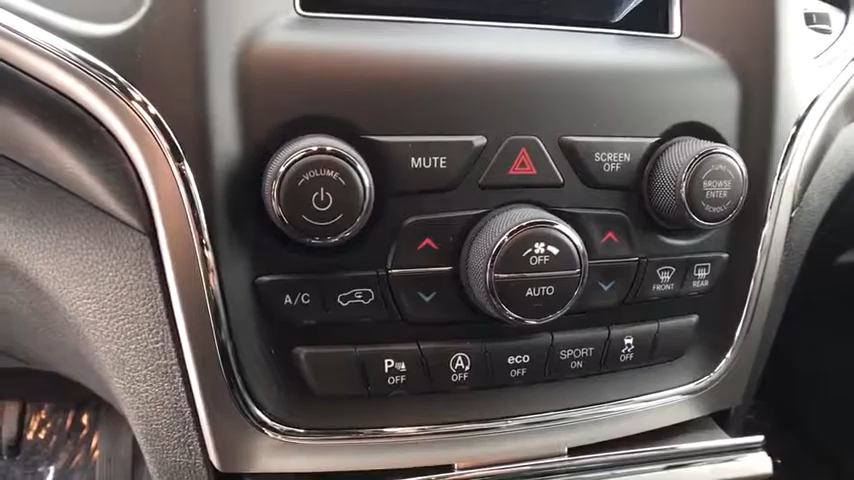 VOLUME
MUTE
SCREEN
OFF
BROWSE
ENTER
SCROLL
OFF
AUTO
A/C
FRONT
REAR
P
OFF
A
OFF
eco
OFF
SPORT
ON
OFF